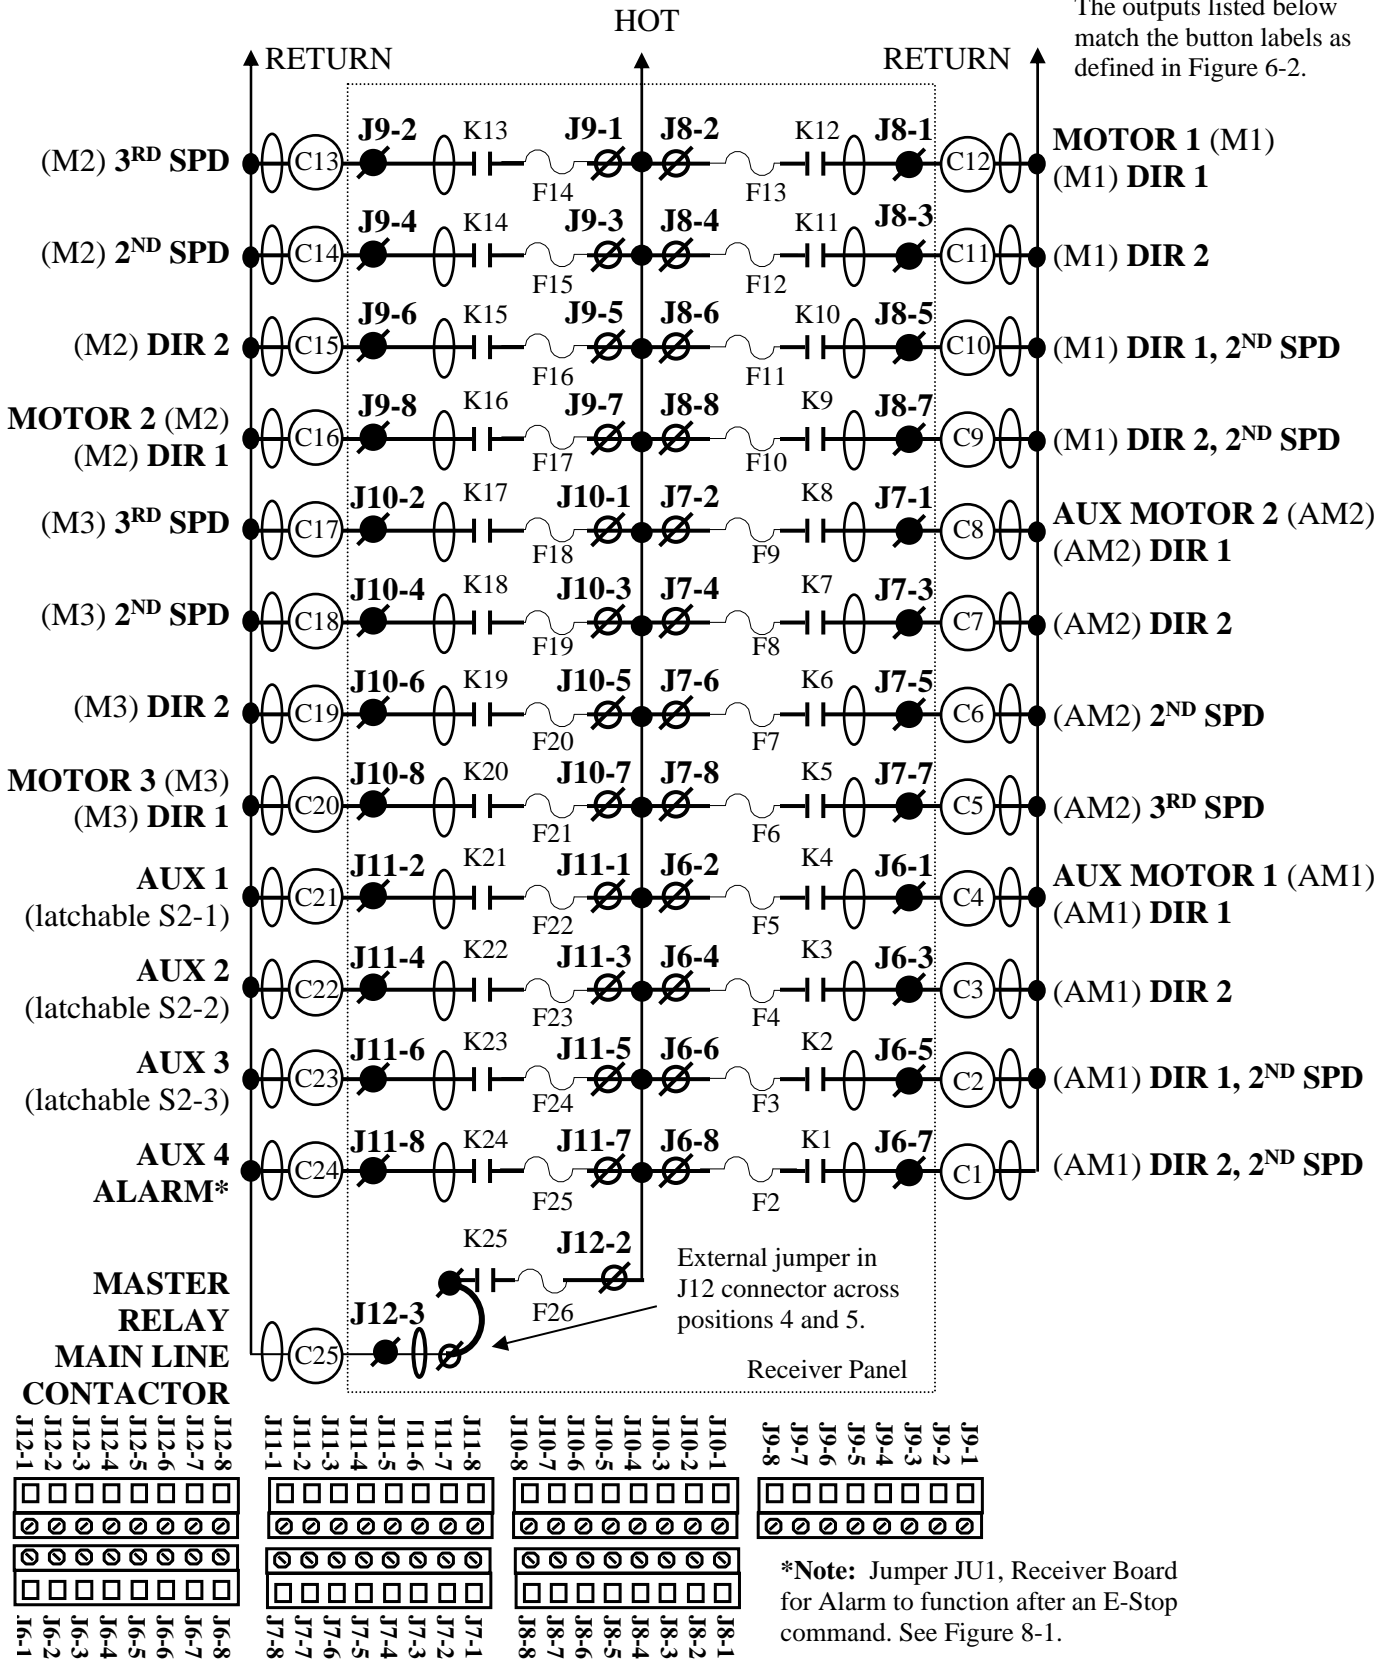 The outputs listed below
match the button labels as
defined in Figure 6-2.
HOT
RETURN
RETURN
(M2) 3RD SPD
C13
J9-2
K13
F14
J9-1
J8-2
F13
K12
J8-1
C12
MOTOR 1 (M1)
(M1) DIR 1
(M2) 2ND SPD
C14
J9-4
K14
F15
J9-3
J8-4
F12
K11
J8-3
C11
(M1) DIR 2
(M2) DIR 2
C15
J9-6
K15
F16
J9-5
J8-6
F11
K10
J8-5
C10
(M1) DIR 1, 2ND SPD
MOTOR 2 (M2)
(M2) DIR 1
C16
J9-8
K16
F17
J9-7
J8-8
F10
K9
J8-7
C9
(M1) DIR 2, 2ND SPD
(M3) 3RD SPD
C17
J10-2
K17
F18
J10-1
J7-2
F9
K8
J7-1
C8
AUX MOTOR 2 (AM2)
(AM2) DIR 1
(M3) 2ND SPD
C18
J10-4
K18
F19
J10-3
J7-4
F8
K7
J7-3
C7
(AM2) DIR 2
(M3) DIR 2
C19
J10-6
K19
F20
J10-5
J7-6
F7
K6
J7-5
C6
(AM2) 2ND SPD
MOTOR 3 (M3)
(M3) DIR 1
C20
J10-8
K20
F21
J10-7
J7-8
F6
K5
J7-7
C5
(AM2) 3RD SPD
AUX 1
(latchable S2-1)
C21
J11-2
K21
F22
J11-1
J6-2
F5
K4
J6-1
C4
AUX MOTOR 1 (AM1)
(AM1) DIR 1
AUX 2
(latchable S2-2)
C22
J11-4
K22
F23
J11-3
J6-4
F4
K3
J6-3
C3
(AM1) DIR 2
AUX 3
(latchable S2-3)
C23
J11-6
K23
F24
J11-5
J6-6
F3
K2
J6-5
C2
(AM1) DIR 1, 2ND SPD
AUX 4
ALARM*
C24
J11-8
K24
F25
J11-7
J6-8
F2
K1
J6-7
C1
(AM1) DIR 2, 2ND SPD
MASTER
RELAY
MAIN LINE
CONTACTOR
C25
J12-3
K25
F26
J12-2
External jumper in
J12 connector across
positions 4 and 5.
Receiver Panel
J12-1
J12-2
J12-3
J12-4
J12-5
J12-6
J12-7
J12-8
J11-1
J11-2
J11-3
J11-4
J11-5
J11-6
J11-7
J11-8
J10-8
J10-7
J10-6
J10-5
J10-4
J10-3
J10-2
J10-1
J9-8
J9-7
J9-6
J9-5
J9-4
J9-3
J9-2
J9-1
J6-1
J6-2
J6-3
J6-4
J6-5
J6-6
J6-7
J6-8
J7-8
J7-7
J7-6
J7-5
J7-4
J7-3
J7-2
J7-1
J8-8
J8-7
J8-6
J8-5
J8-4
J8-3
J8-2
J8-1
*Note: Jumper JU1, Receiver Board
for Alarm to function after an E-Stop
command. See Figure 8-1.